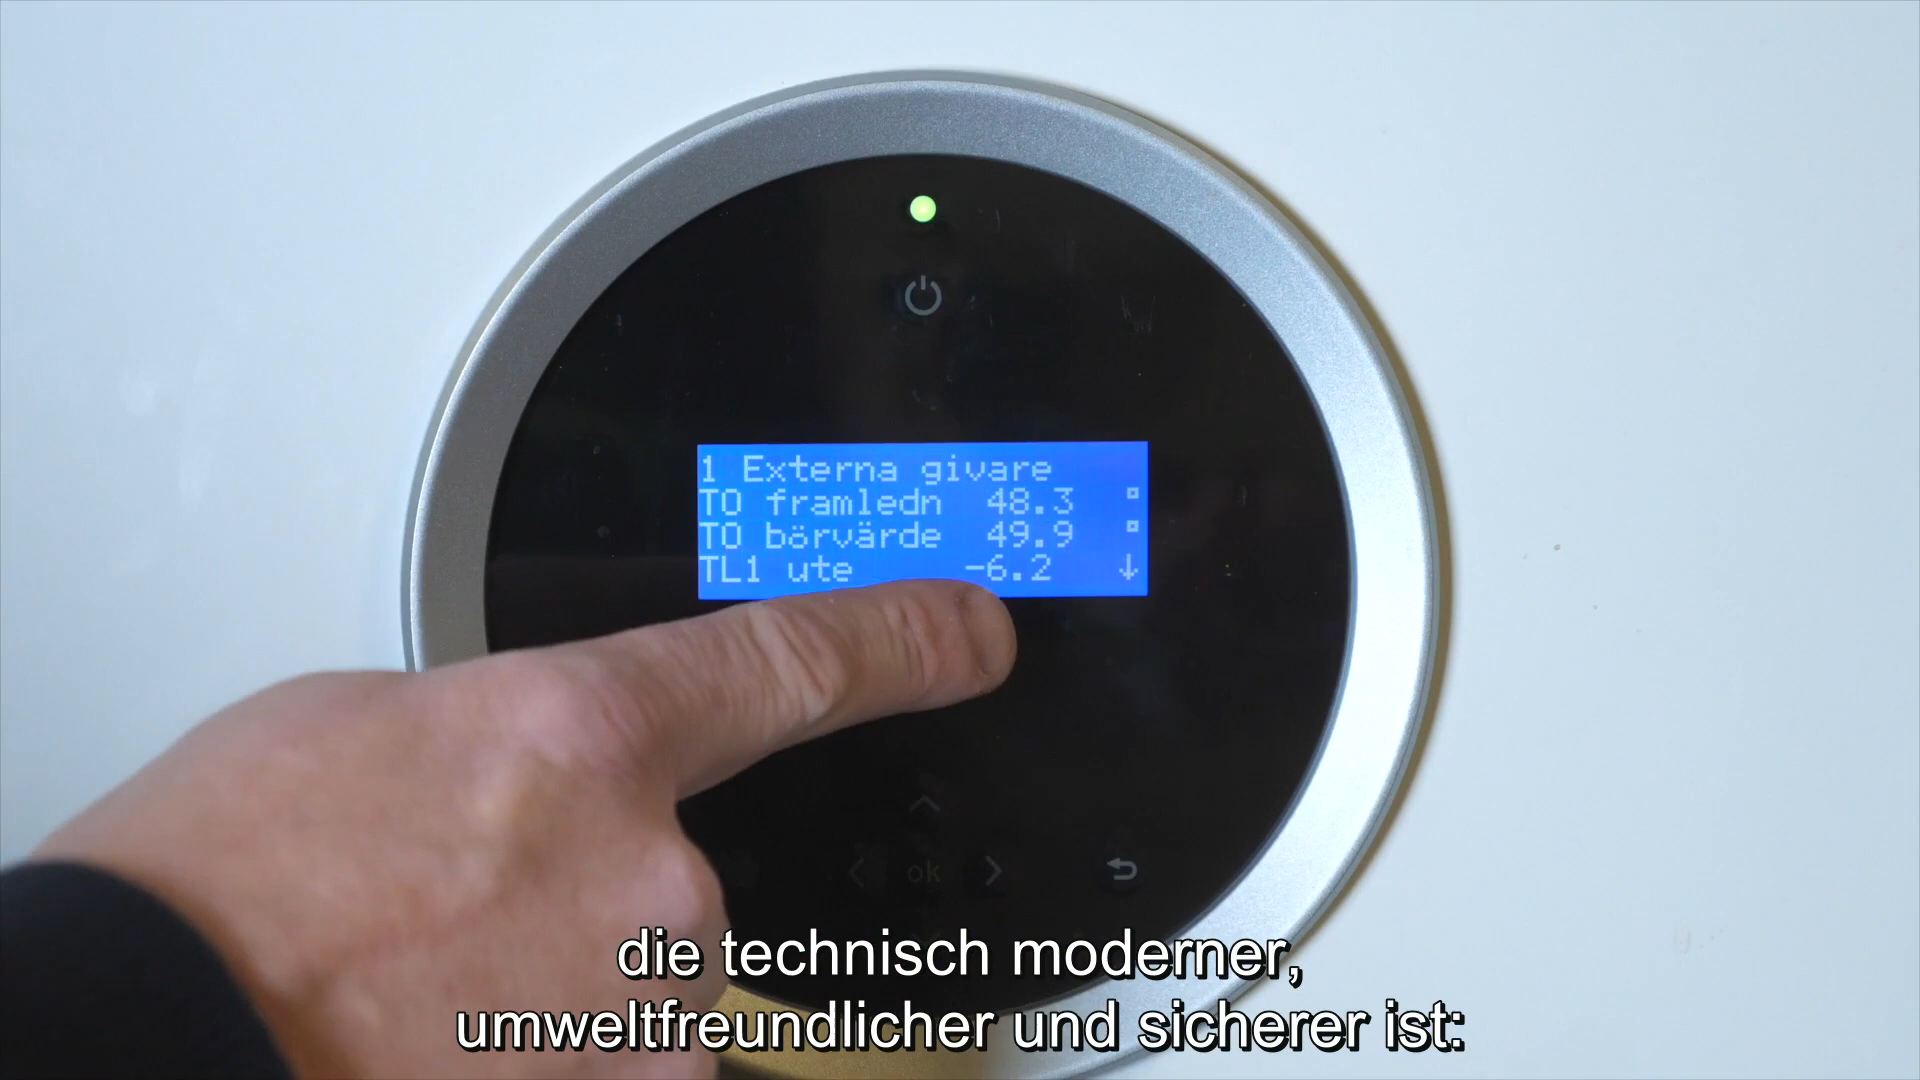 1 Externa givare
TO framledn 48.3
TO börvärde 49.9
TL1 ute -6.2
ok
die technisch moderner,
umweltfreundlicher und sicherer ist: